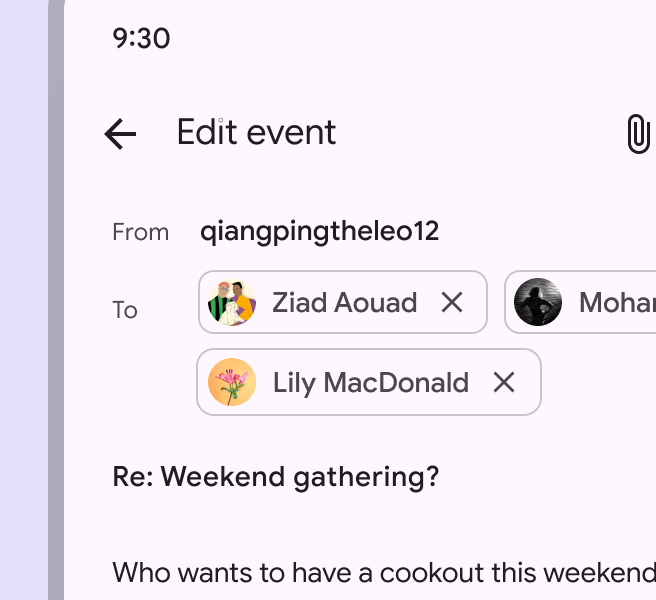 9:30
Edit event
From qiangpingtheleo12
To Ziad Aouad
Lily MacDonald
Re: Weekend gathering?
Who wants to have a cookout this weekend